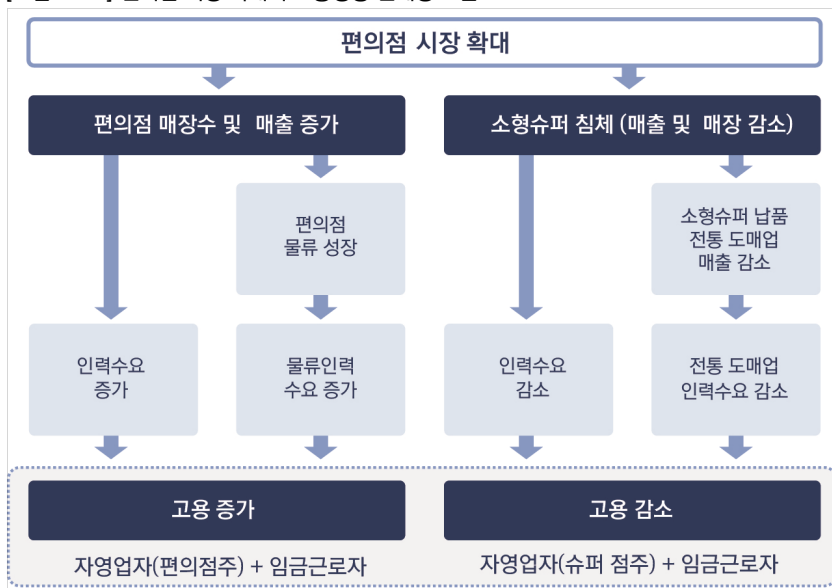 편의점 시장 확대
편의점 매장수 및 매출 증가
소형슈퍼 침체 (매출 및 매장 감소)
편의점
물류 성장
소형슈퍼 납품
전통 도매업
매출 감소
인력수요
증가
물류인력
수요 증가
인력수요
감소
전통 도매업
인력수요 감소
고용 증가
고용 감소
자영업자(편의점주) + 임금근로자
자영업자(슈퍼 점주) + 임금근로자